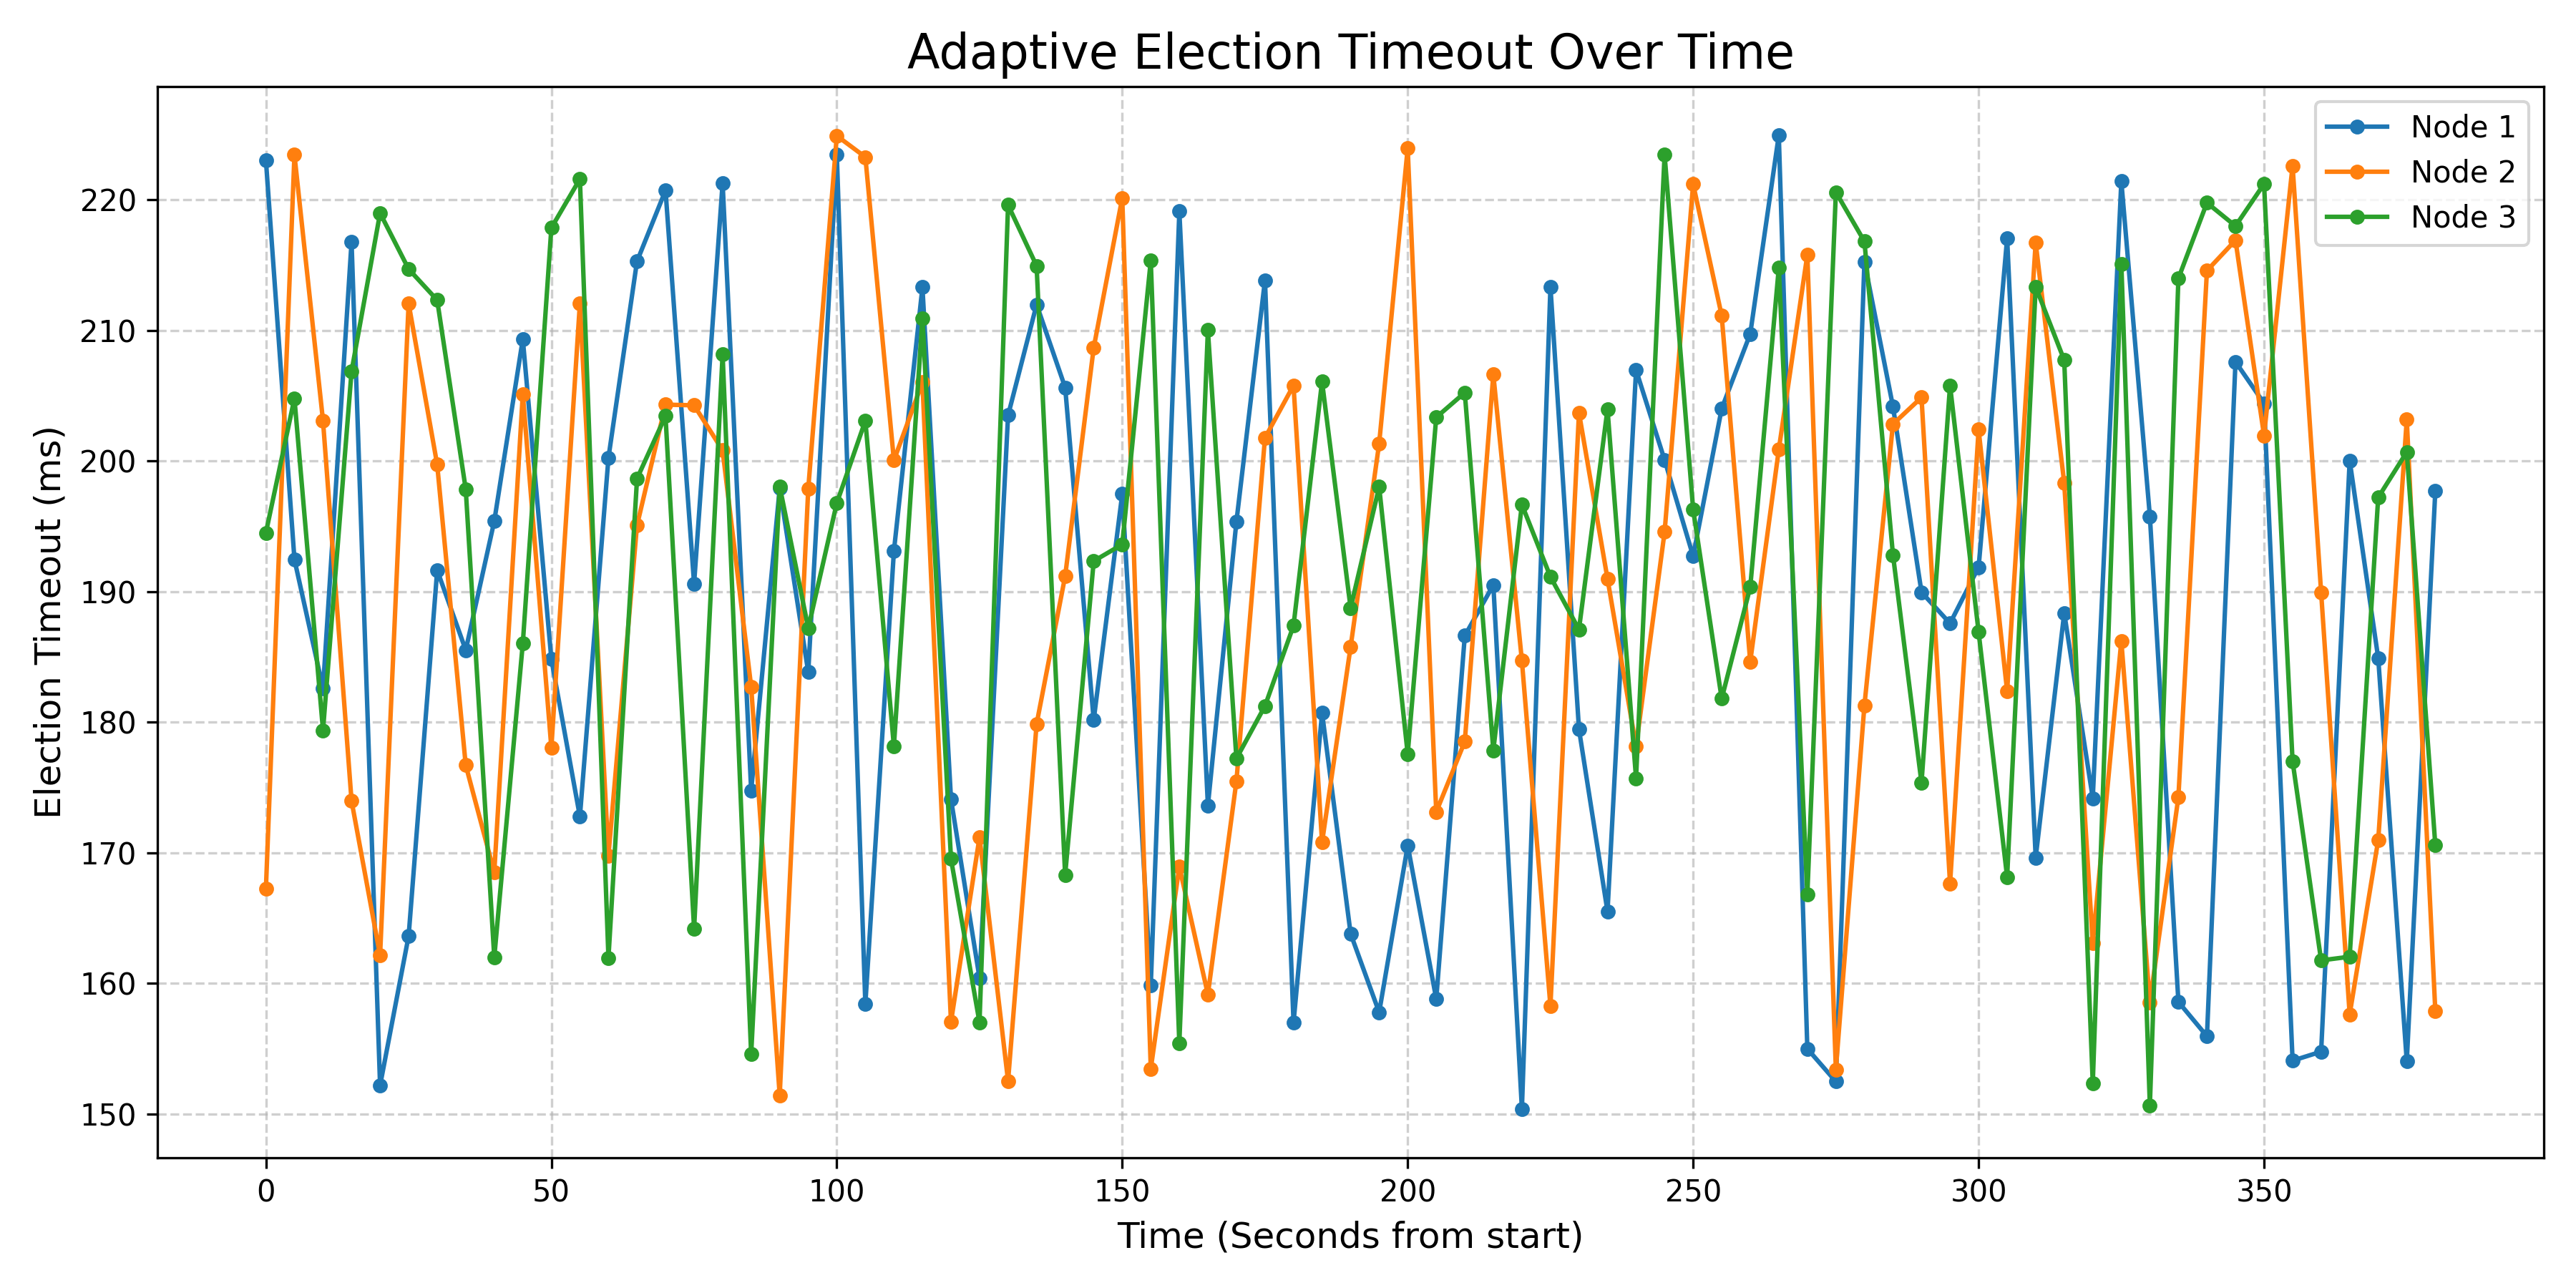 Adaptive Election Timeout Over Time
Node 1
Node 2
Node 3
Election Timeout (ms)
220
210
200
190
180
170
160
150
0 50 100 150 200 250 300 350
Time (Seconds from start)